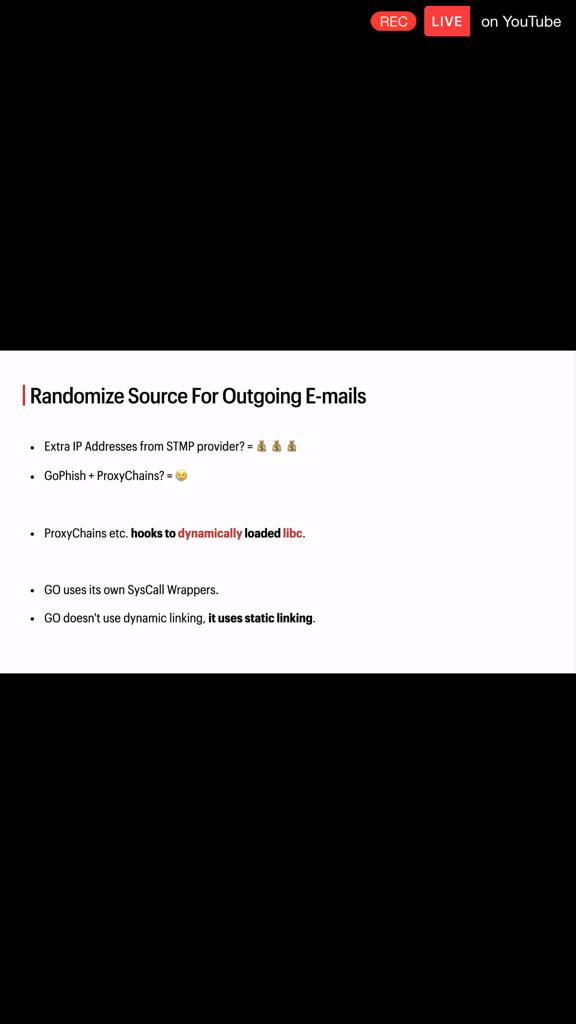 REC LIVE on YouTube
Randomize Source For Outgoing E-mails
• Extra IP Addresses from STMP provider? = 💰 💰 💰
• GoPhish + ProxyChains? = 😢
• ProxyChains etc. hooks to dynamically loaded libc.
• GO uses its own SysCall Wrappers.
• GO doesn't use dynamic linking, it uses static linking.